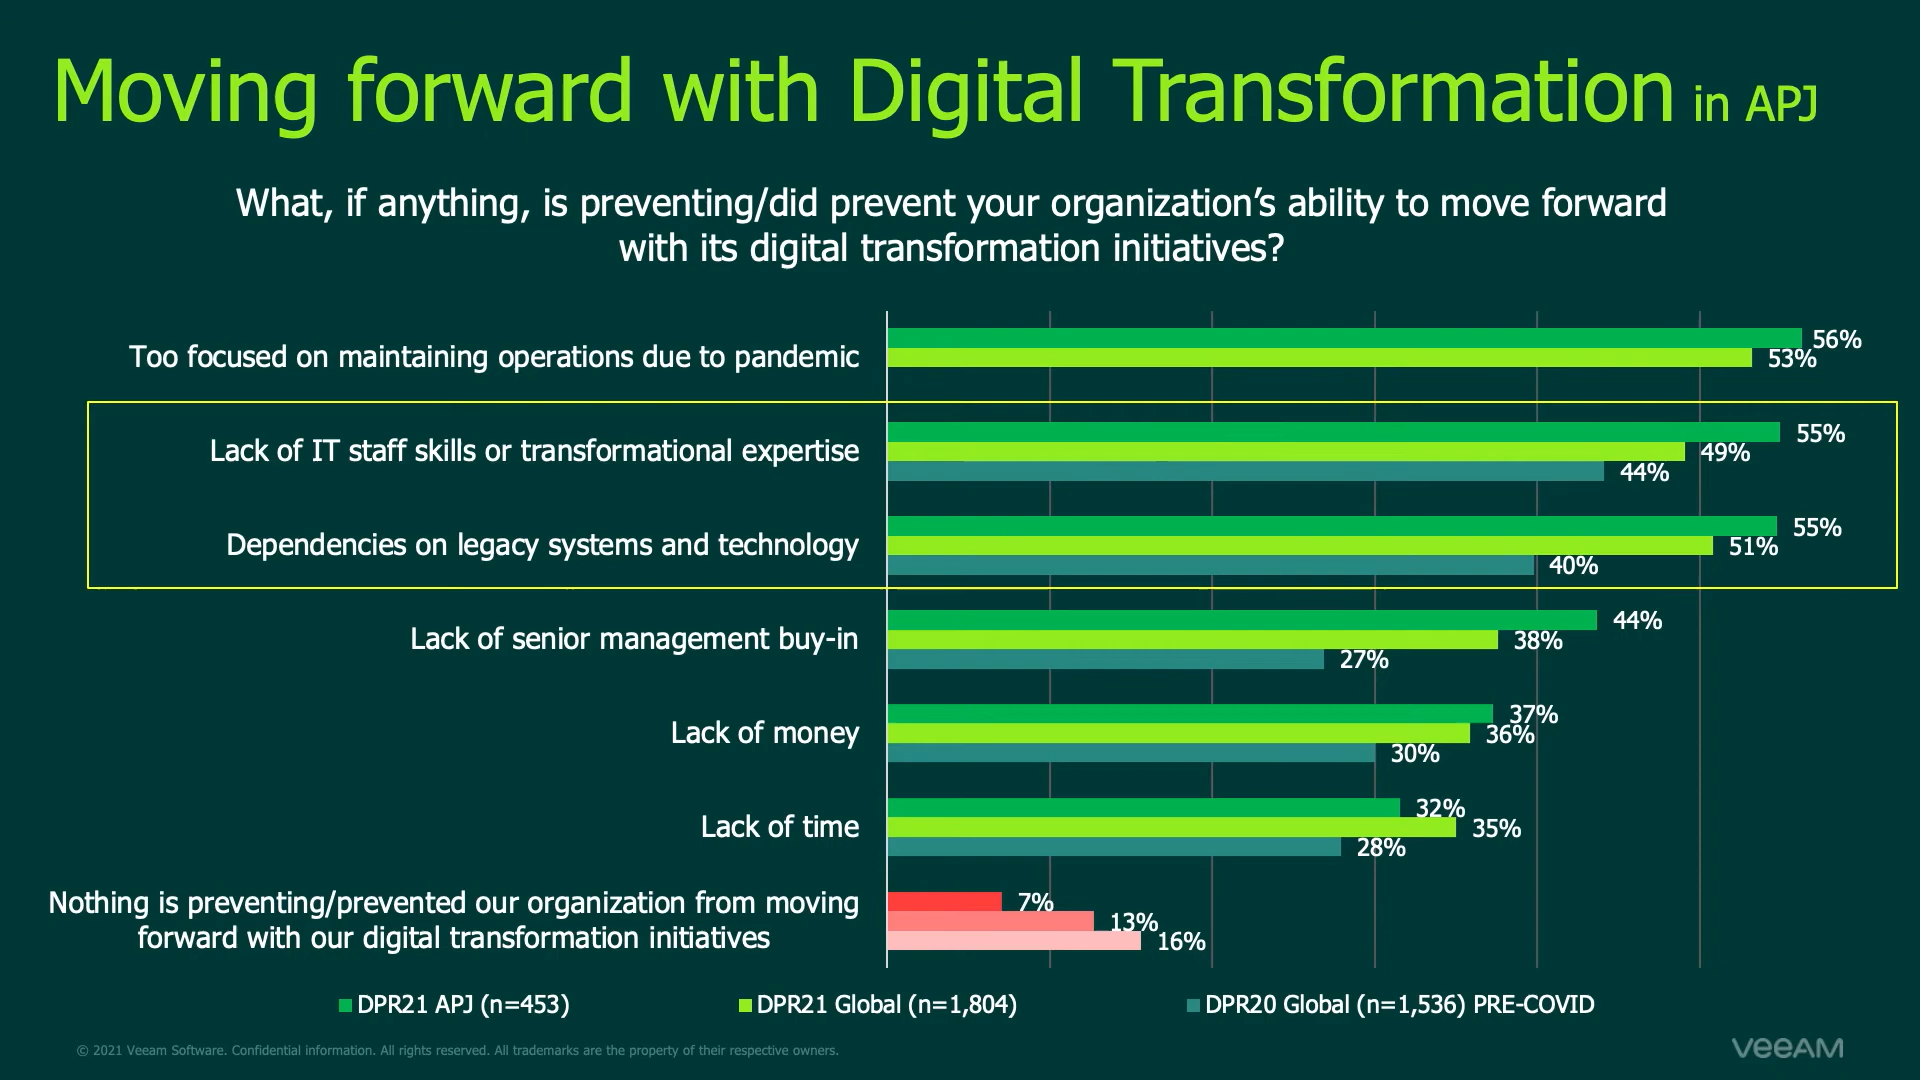 Moving forward with Digital Transformation in APJ
What, if anything, is preventing/did prevent your organization’s ability to move forward
with its digital transformation initiatives?
Too focused on maintaining operations due to pandemic
56%
53%
Lack of IT staff skills or transformational expertise
55%
49%
44%
Dependencies on legacy systems and technology
55%
51%
40%
Lack of senior management buy-in
44%
38%
27%
Lack of money
37%
36%
30%
Lack of time
32%
35%
28%
Nothing is preventing/prevented our organization from moving
forward with our digital transformation initiatives
7%
13%
16%
DPR21 APJ (n=453)
DPR21 Global (n=1,804)
DPR20 Global (n=1,536) PRE-COVID
© 2021 Veeam Software. Confidential information. All rights reserved. All trademarks are the property of their respective owners.
VeeAM